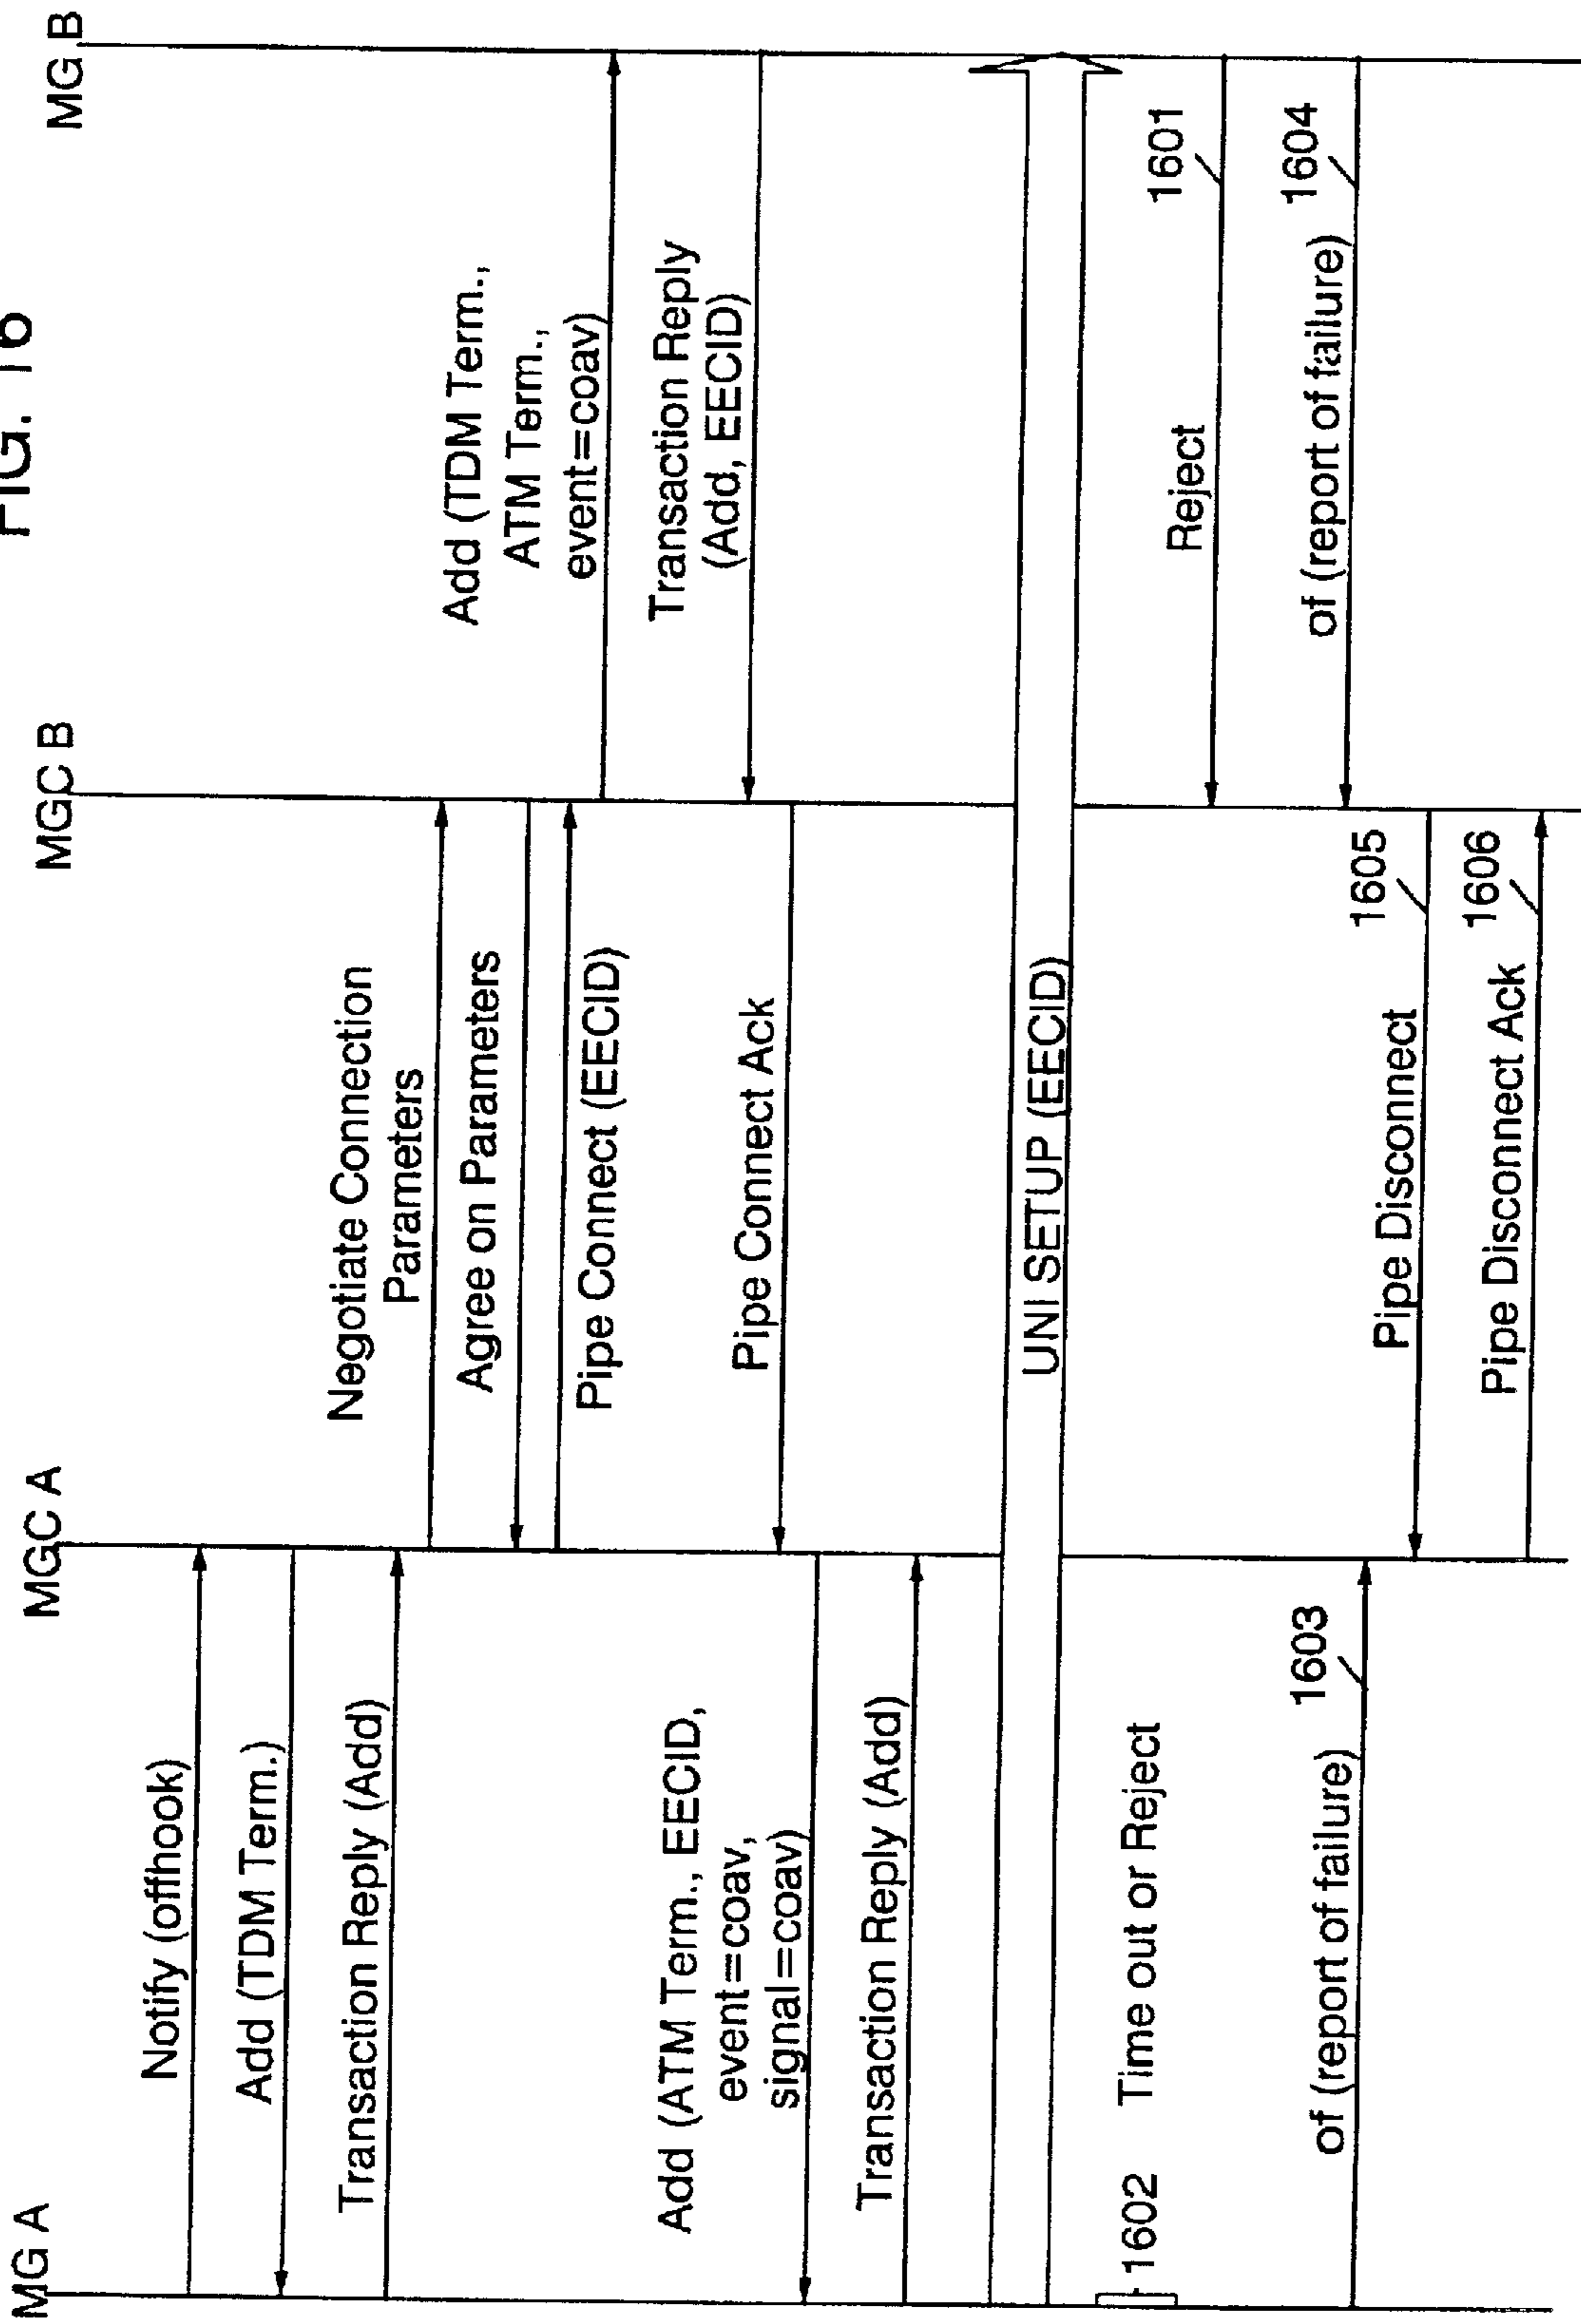 FIG. 16
MG A
MGC A
MGC B
MG B
Notify (offhook)
Add (TDM Term.)
Transaction Reply (Add)
Negotiate Connection
Parameters
Agree on Parameters
Pipe Connect (EECID)
Add (TDM Term.,
ATM Term.,
event=coav)
Transaction Reply
(Add, EECID)
Pipe Connect Ack
Add (ATM Term., EECID,
event=coav,
signal=coav)
Transaction Reply (Add)
UNI SETUP (EECID)
1602
Time out or Reject
Reject
1601
of (report of failure)
1603
of (report of failure)
1604
Pipe Disconnect
1605
Pipe Disconnect Ack
1606